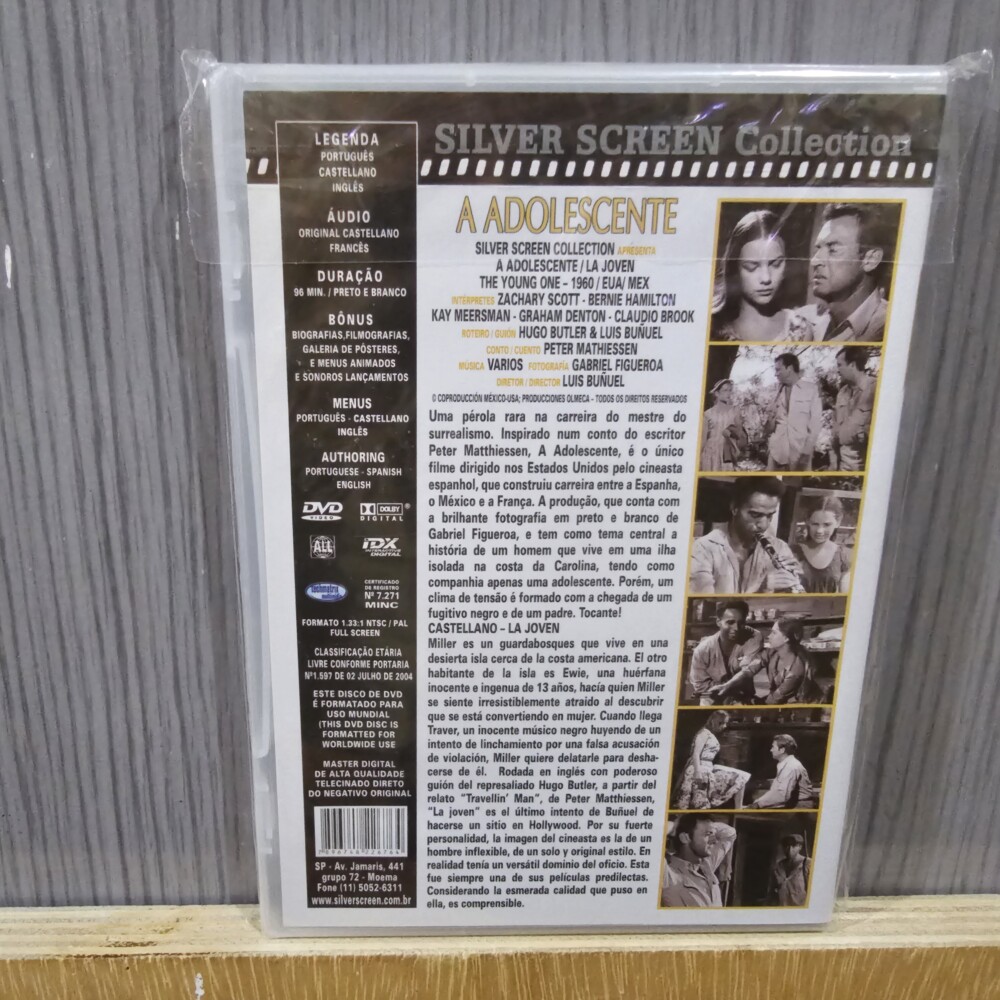 SILVER SCREEN Collection
LEGENDA
PORTUGUÊS
CASTELLANO
INGLÊS
ÁUDIO
ORIGINAL CASTELLANO
FRANCÊS
DURAÇÃO
96 MIN. / PRETO E BRANCO
BÔNUS
BIOGRAFIAS,FILMOGRAFIAS,
GALERIA DE PÔSTERES,
E MENUS ANIMADOS
E SONOROS LANÇAMENTOS
MENUS
PORTUGUÊS - CASTELLANO
INGLÊS
AUTHORING
PORTUGUESE - SPANISH
ENGLISH
DVD VIDEO
DOLBY DIGITAL
ALL
IDX
INTERACTIVE DIGITAL
CERTIFICADO
DE REGISTRO
Nº 7.271
MINC
FORMATO 1.33:1 NTSC / PAL
FULL SCREEN
CLASSIFICAÇÃO ETÁRIA
LIVRE CONFORME PORTARIA
Nº1.597 DE 02 JULHO DE 2004
ESTE DISCO DE DVD
É FORMATADO PARA
USO MUNDIAL
(THIS DVD DISC IS
FORMATTED FOR
WORLDWIDE USE
MASTER DIGITAL
DE ALTA QUALIDADE
TELECINADO DIRETO
DO NEGATIVO ORIGINAL
SP - Av. Jamaris, 441
grupo 72 - Moema
Fone (11) 5052-6311
www.silverscreen.com.br
A ADOLESCENTE
SILVER SCREEN COLLECTION APRESENTA
A ADOLESCENTE / LA JOVEN
THE YOUNG ONE – 1960 / EUA/ MEX
INTÉRPRETES ZACHARY SCOTT - BERNIE HAMILTON
KAY MEERSMAN - GRAHAM DENTON - CLAUDIO BROOK
ROTEIRO / GUIÓN HUGO BUTLER & LUIS BUÑUEL
CONTO / CUENTO PETER MATHIESSEN
MÚSICA VARIOS FOTOGRAFIA GABRIEL FIGUEROA
DIRETOR / DIRECTOR LUIS BUÑUEL
© COPRODUCCIÓN MÉXICO-USA; PRODUCCIONES OLMECA – TODOS OS DIREITOS RESERVADOS
Uma pérola rara na carreira do mestre do
surrealismo. Inspirado num conto do escritor
Peter Matthiessen, A Adolescente, é o único
filme dirigido nos Estados Unidos pelo cineasta
espanhol, que construiu carreira entre a Espanha,
o México e a França. A produção, que conta com
a brilhante fotografia em preto e branco de
Gabriel Figueroa, e tem como tema central a
história de um homem que vive em uma ilha
isolada na costa da Carolina, tendo como
companhia apenas uma adolescente. Porém, um
clima de tensão é formado com a chegada de um
fugitivo negro e de um padre. Tocante!
CASTELLANO – LA JOVEN
Miller es un guardabosques que vive en una
desierta isla cerca de la costa americana. El otro
habitante de la isla es Ewie, una huérfana
inocente e ingenua de 13 años, hacía quien Miller
se siente irresistiblemente atraido al descubrir
que se está convertiendo en mujer. Cuando llega
Traver, un inocente músico negro huyendo de un
intento de linchamiento por una falsa acusación
de violación, Miller quiere delatarle para desha-
cerse de él. Rodada en inglés con poderoso
guión del represaliado Hugo Butler, a partir del
relato "Travellin' Man", de Peter Matthiessen,
"La joven" es el último intento de Buñuel de
hacerse un sitio en Hollywood. Por su fuerte
personalidad, la imagen del cineasta es la de un
hombre inflexible, de un solo y original estilo. En
realidad tenía un versátil dominio del oficio. Esta
fue siempre una de sus películas predilectas.
Considerando la esmerada calidad que puso en
ella, es comprensible.